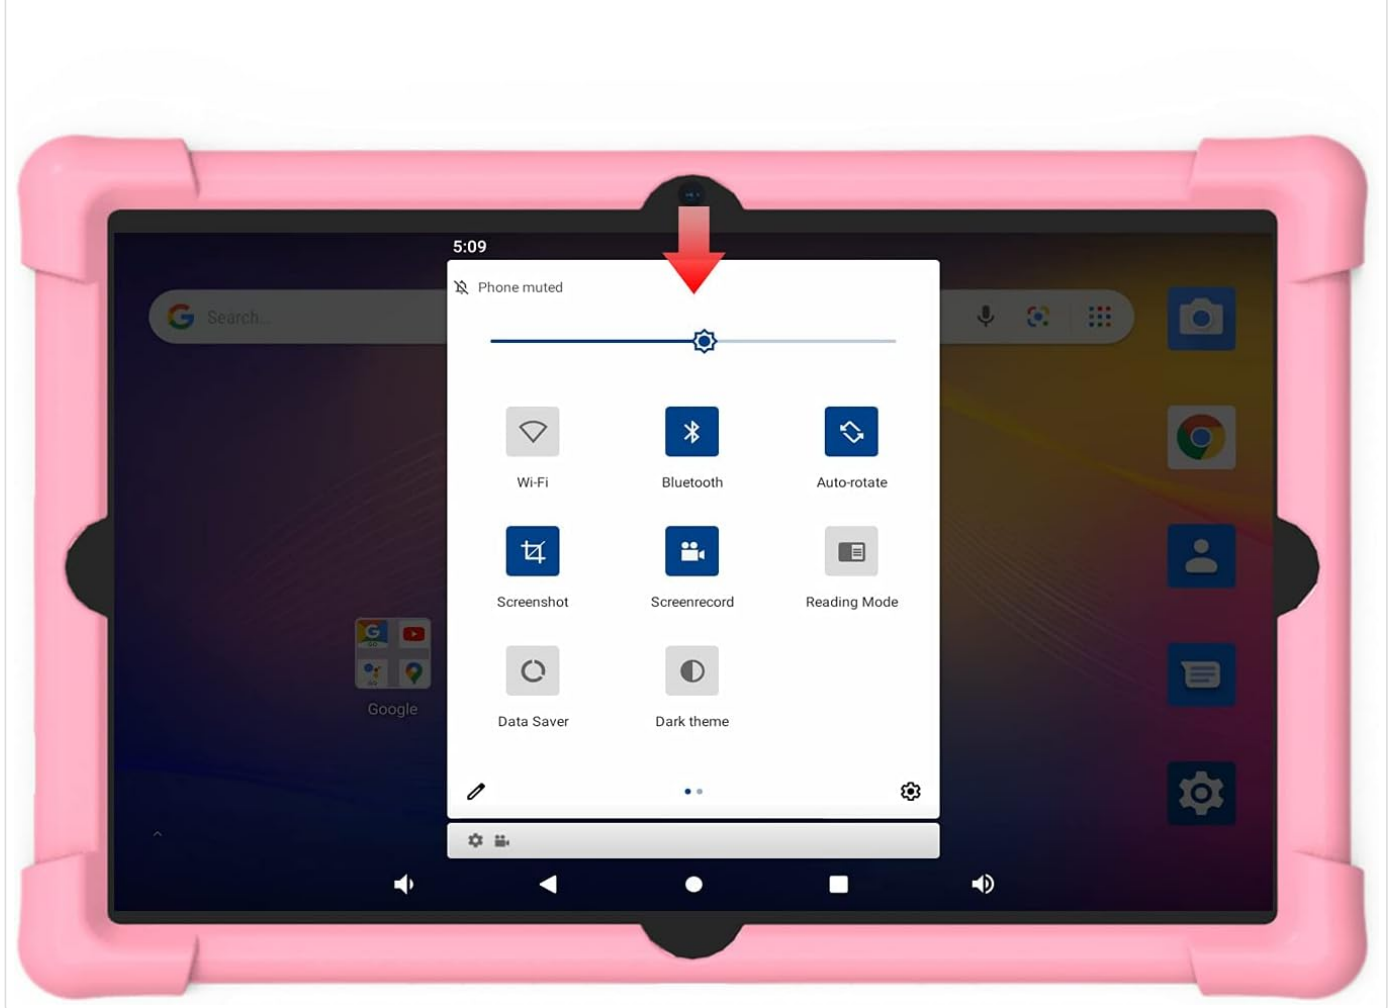 5:09
Phone muted
Search...
Wi-Fi
Bluetooth
Auto-rotate
Screenshot
Screenrecord
Reading Mode
Data Saver
Dark theme
Google